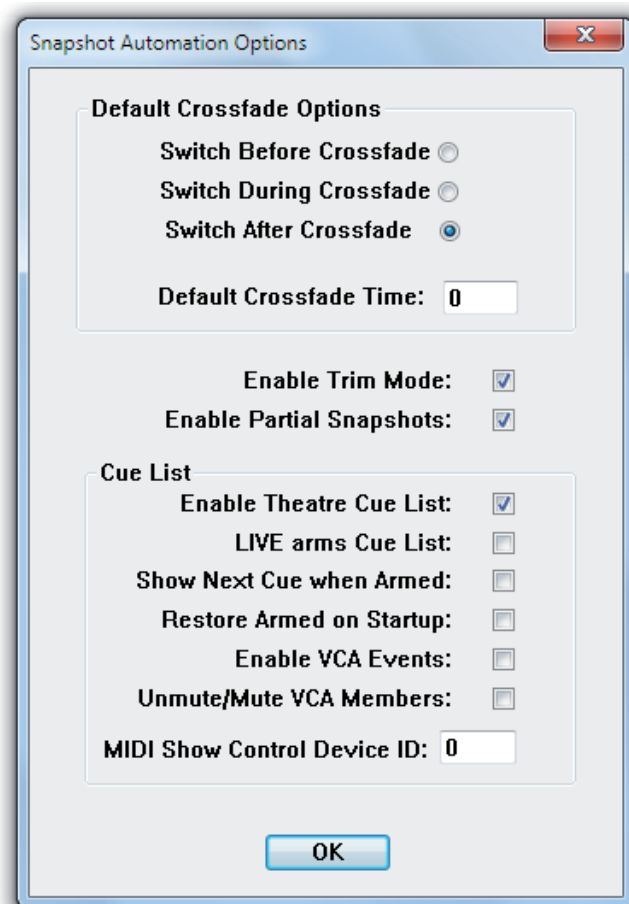 Snapshot Automation Options
Default Crossfade Options
Switch Before Crossfade
Switch During Crossfade
Switch After Crossfade
Default Crossfade Time: 0
Enable Trim Mode:
Enable Partial Snapshots:
Cue List
Enable Theatre Cue List:
LIVE arms Cue List:
Show Next Cue when Armed:
Restore Armed on Startup:
Enable VCA Events:
Unmute/Mute VCA Members:
MIDI Show Control Device ID: 0
OK